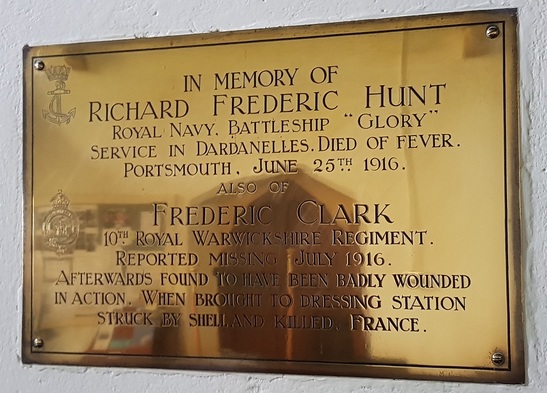 IN MEMORY OF
RICHARD FREDERIC HUNT
ROYAL NAVY. BATTLESHIP "GLORY"
SERVICE IN DARDANELLES. DIED OF FEVER.
PORTSMOUTH, JUNE 25TH 1916.
ALSO OF
FREDERIC CLARK
10TH ROYAL WARWICKSHIRE REGIMENT.
REPORTED MISSING JULY 1916.
AFTERWARDS FOUND TO HAVE BEEN BADLY WOUNDED
IN ACTION. WHEN BROUGHT TO DRESSING STATION
STRUCK BY SHELL AND KILLED, FRANCE.